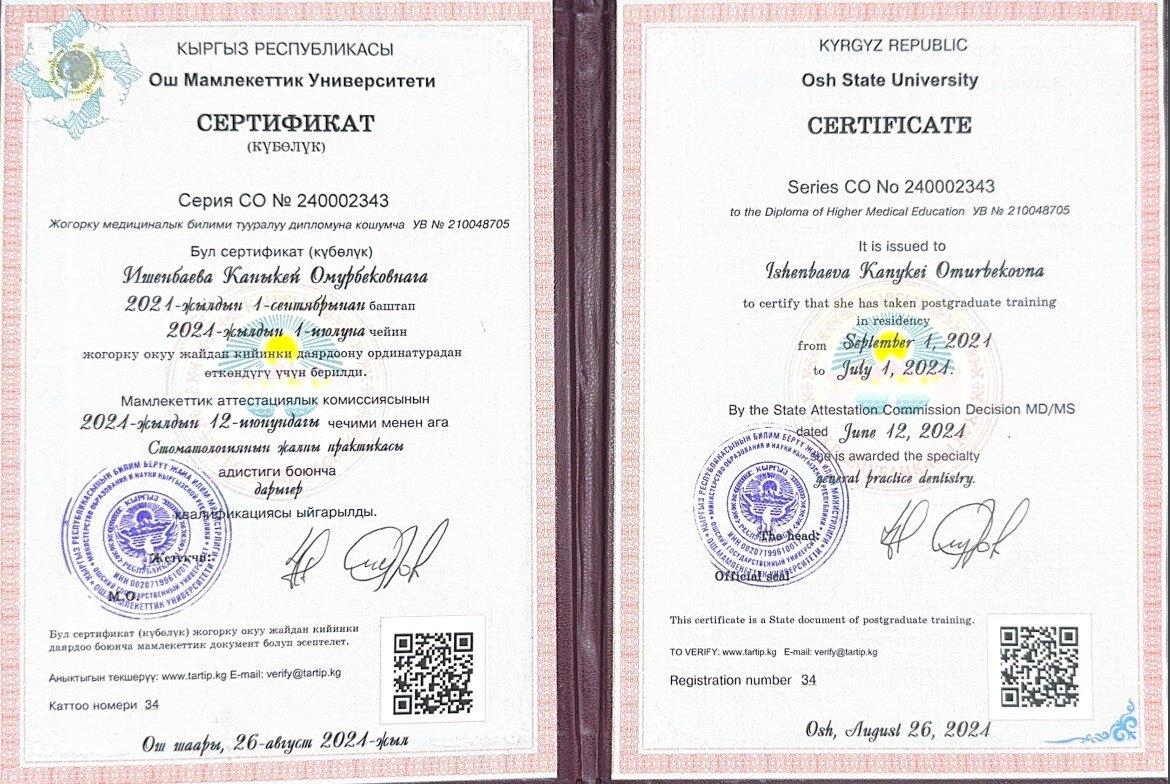 КЫРГЫЗ РЕСПУБЛИКАСЫ
Ош Мамлекеттик Университети
СЕРТИФИКАТ
(КҮБӨЛҮК)
Серия СО № 240002343
Жогорку медициналык билими тууралуу дипломуна кошумча УВ № 210048705
Бул сертификат (күбөлүк)
Ишенбаева Каныкей Омурбековнага
2021-жылдын 1-сентябрынан баштап
2024-жылдын 1-июлуна чейин
жогорку окуу жайдан кийинки даярдоону ординатурадан
өткөндүгү үчүн берилди.
Мамлекеттик аттестациялык комиссиясынын
2024-жылдын 12-июнундагы чечими менен ага
Стоматологиянын жалпы практикасы
адистиги боюнча
дарыгер
квалификациясы ыйгарылды.
Жетекчи:
М.О.
Бул сертификат (күбөлүк) жогорку окуу жайдан кийинки
даярдоо боюнча мамлекеттик документ болуп эсептелет.
Аныктыгын текшерүү: www.tartip.kg E-mail: verify@tartip.kg
Каттоо номери 34
Ош шаары, 26-август 2024-жыл
KYRGYZ REPUBLIC
Osh State University
CERTIFICATE
Series CO No 240002343
to the Diploma of Higher Medical Education УВ № 210048705
It is issued to
Ishenbaeva Kanykei Omurbekovna
to certify that she has taken postgraduate training
in residency
from September 1, 2021
to July 1, 2024.
By the State Attestation Commission Decision MD/MS
dated June 12, 2024
She is awarded the specialty
general practice dentistry.
The head:
Official seal
This certificate is a State document of postgraduate training.
TO VERIFY: www.tartip.kg E-mail: verify@tartip.kg
Registration number 34
Osh, August 26, 2024